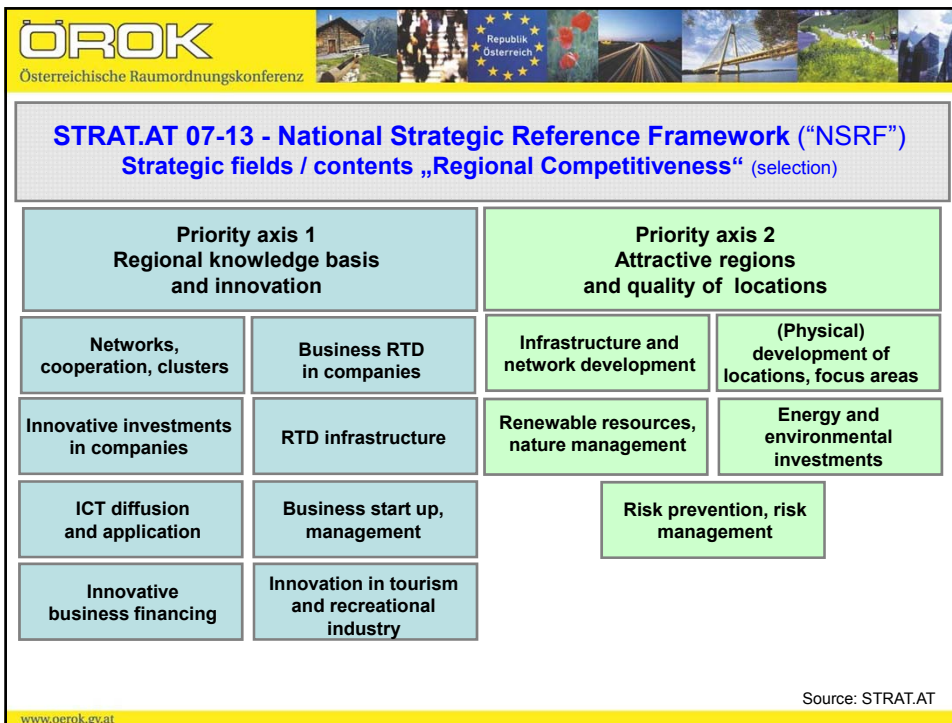 ÖROK
Österreichische Raumordnungskonferenz
Republik
Österreich
STRAT.AT 07-13 - National Strategic Reference Framework (“NSRF”)
Strategic fields / contents „Regional Competitiveness“ (selection)
Priority axis 1
Regional knowledge basis
and innovation
Priority axis 2
Attractive regions
and quality of locations
Networks,
cooperation, clusters
Business RTD
in companies
Infrastructure and
network development
(Physical)
development of
locations, focus areas
Innovative investments
in companies
RTD infrastructure
Renewable resources,
nature management
Energy and
environmental
investments
ICT diffusion
and application
Business start up,
management
Risk prevention, risk
management
Innovative
business financing
Innovation in tourism
and recreational
industry
Source: STRAT.AT
www.oerok.gv.at